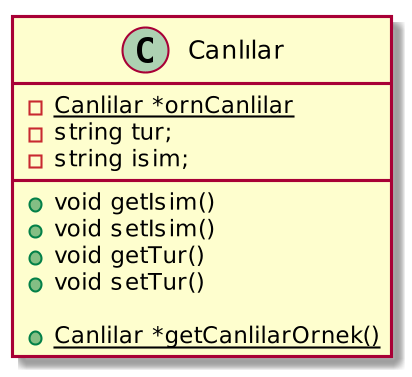 C Canlılar
Canlilar *ornCanlilar
string tur;
string isim;
void getIsim()
void setIsim()
void getTur()
void setTur()
Canlilar *getCanlilarOrnek()